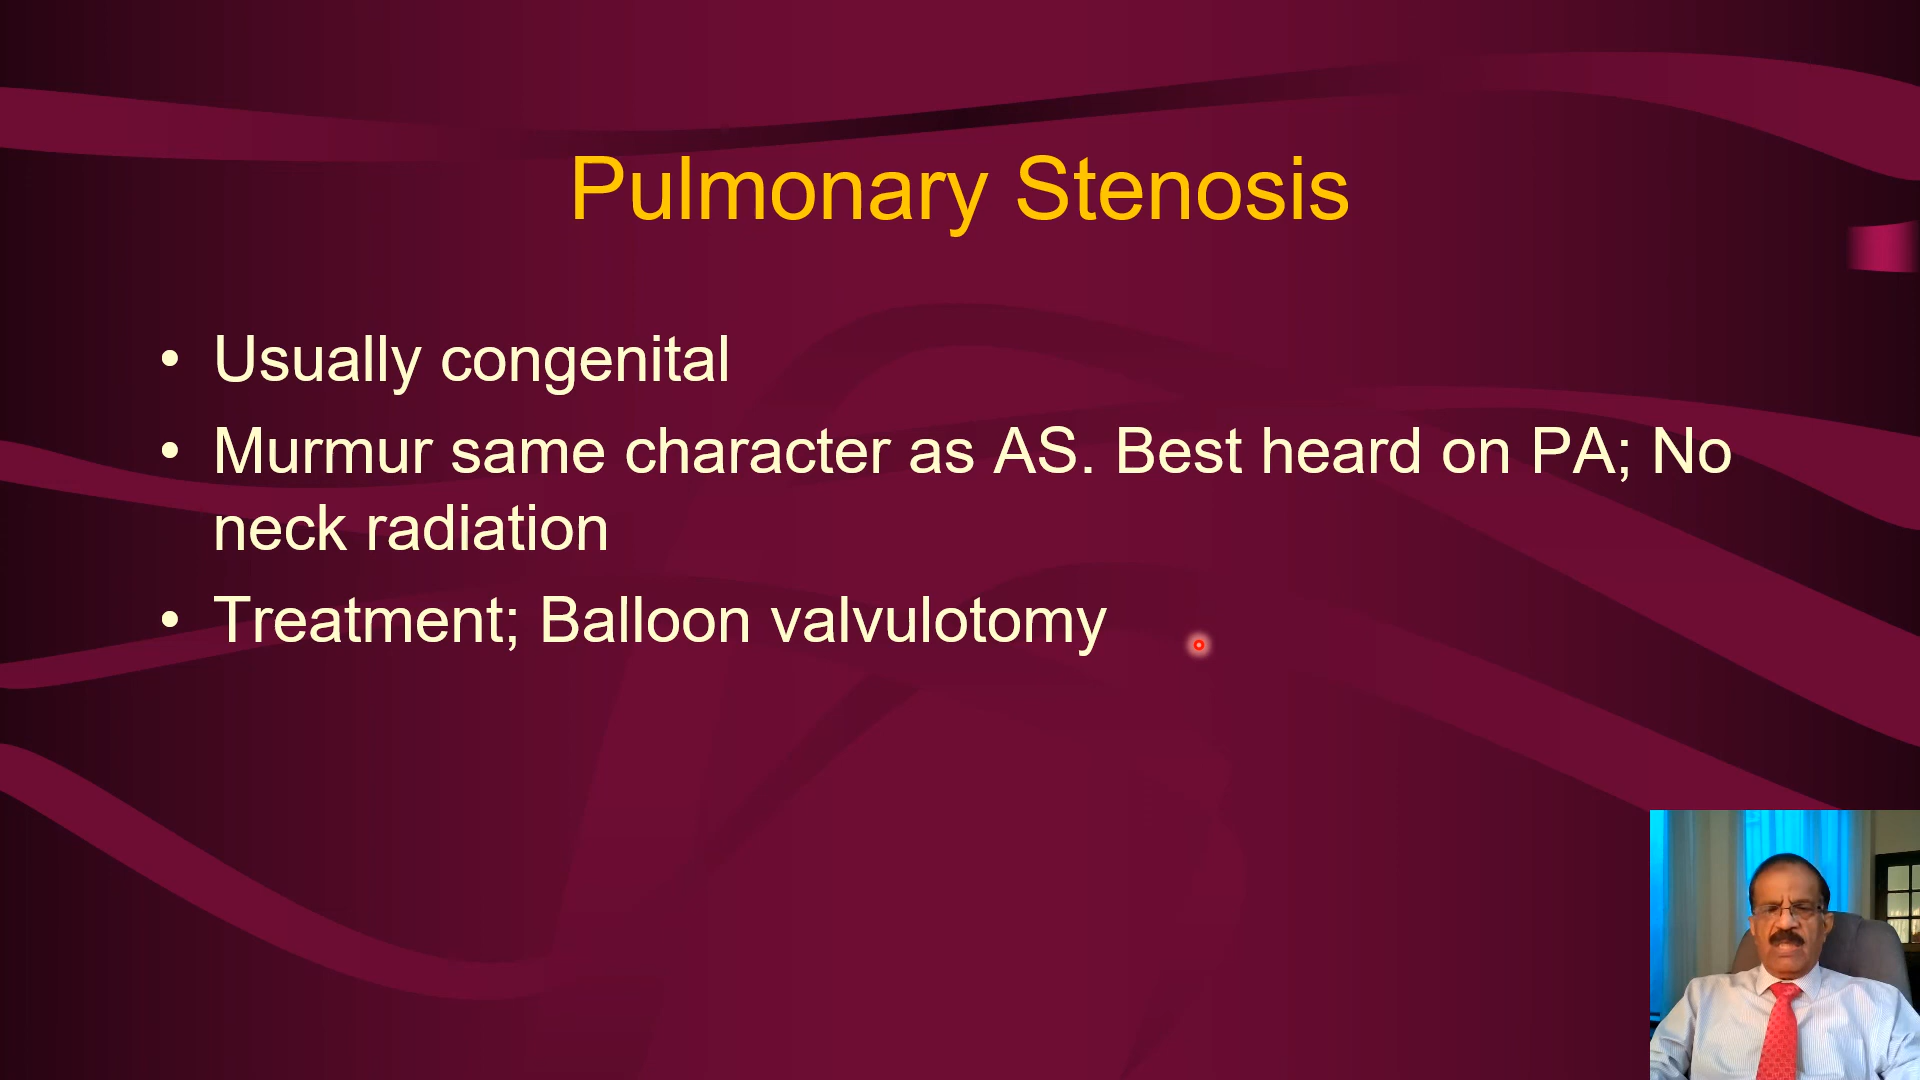 Pulmonary Stenosis
• Usually congenital
• Murmur same character as AS. Best heard on PA; No
neck radiation
• Treatment; Balloon valvulotomy